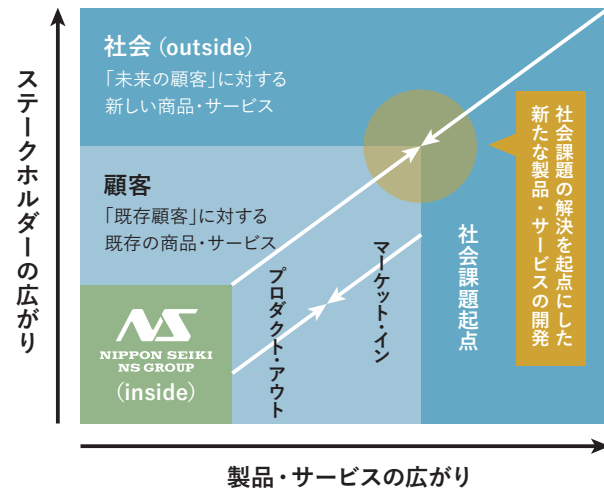 ステークホルダーの広がり
社会 (outside)
「未来の顧客」に対する
新しい商品・サービス
顧客
「既存顧客」に対する
既存の商品・サービス
NS
NIPPON SEIKI
NS GROUP
(inside)
プロダクト・アウト
マーケット・イン
社会課題起点
社会課題の解決を起点にした
新たな製品・サービスの開発
製品・サービスの広がり